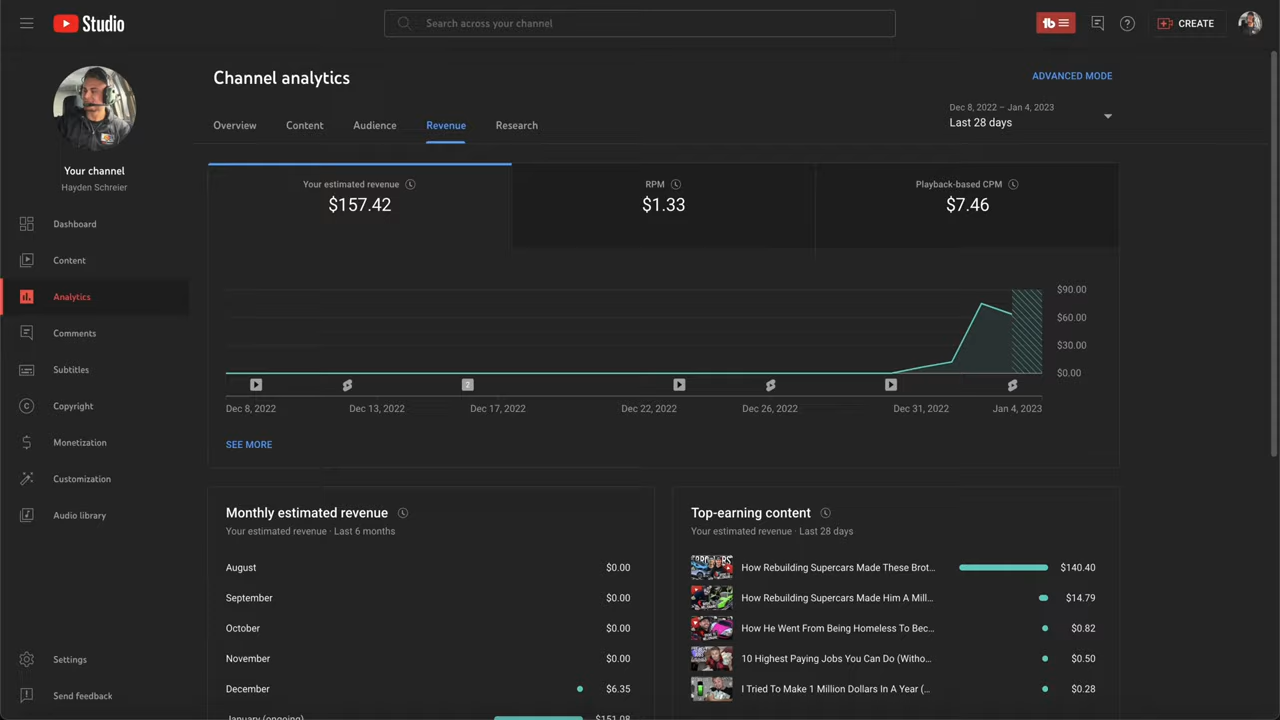 Studio
Search across your channel
tb
CREATE
Your channel
Hayden Schreier
Dashboard
Content
Analytics
Comments
Subtitles
Copyright
Monetization
Customization
Audio library
Settings
Send feedback
Channel analytics
ADVANCED MODE
Overview
Content
Audience
Revenue
Research
Dec 8, 2022 – Jan 4, 2023
Last 28 days
Your estimated revenue
$157.42
RPM
$1.33
Playback-based CPM
$7.46
$90.00
$60.00
$30.00
$0.00
2
Dec 8, 2022
Dec 13, 2022
Dec 17, 2022
Dec 22, 2022
Dec 26, 2022
Dec 31, 2022
Jan 4, 2023
SEE MORE
Monthly estimated revenue
Your estimated revenue · Last 6 months
August $0.00
September $0.00
October $0.00
November $0.00
December $6.35
January (ongoing) $151.08
Top-earning content
Your estimated revenue · Last 28 days
How Rebuilding Supercars Made These Brot... $140.40
How Rebuilding Supercars Made Him A Mill... $14.79
How He Went From Being Homeless To Bec... $0.82
10 Highest Paying Jobs You Can Do (Witho... $0.50
I Tried To Make 1 Million Dollars In A Year (... $0.28